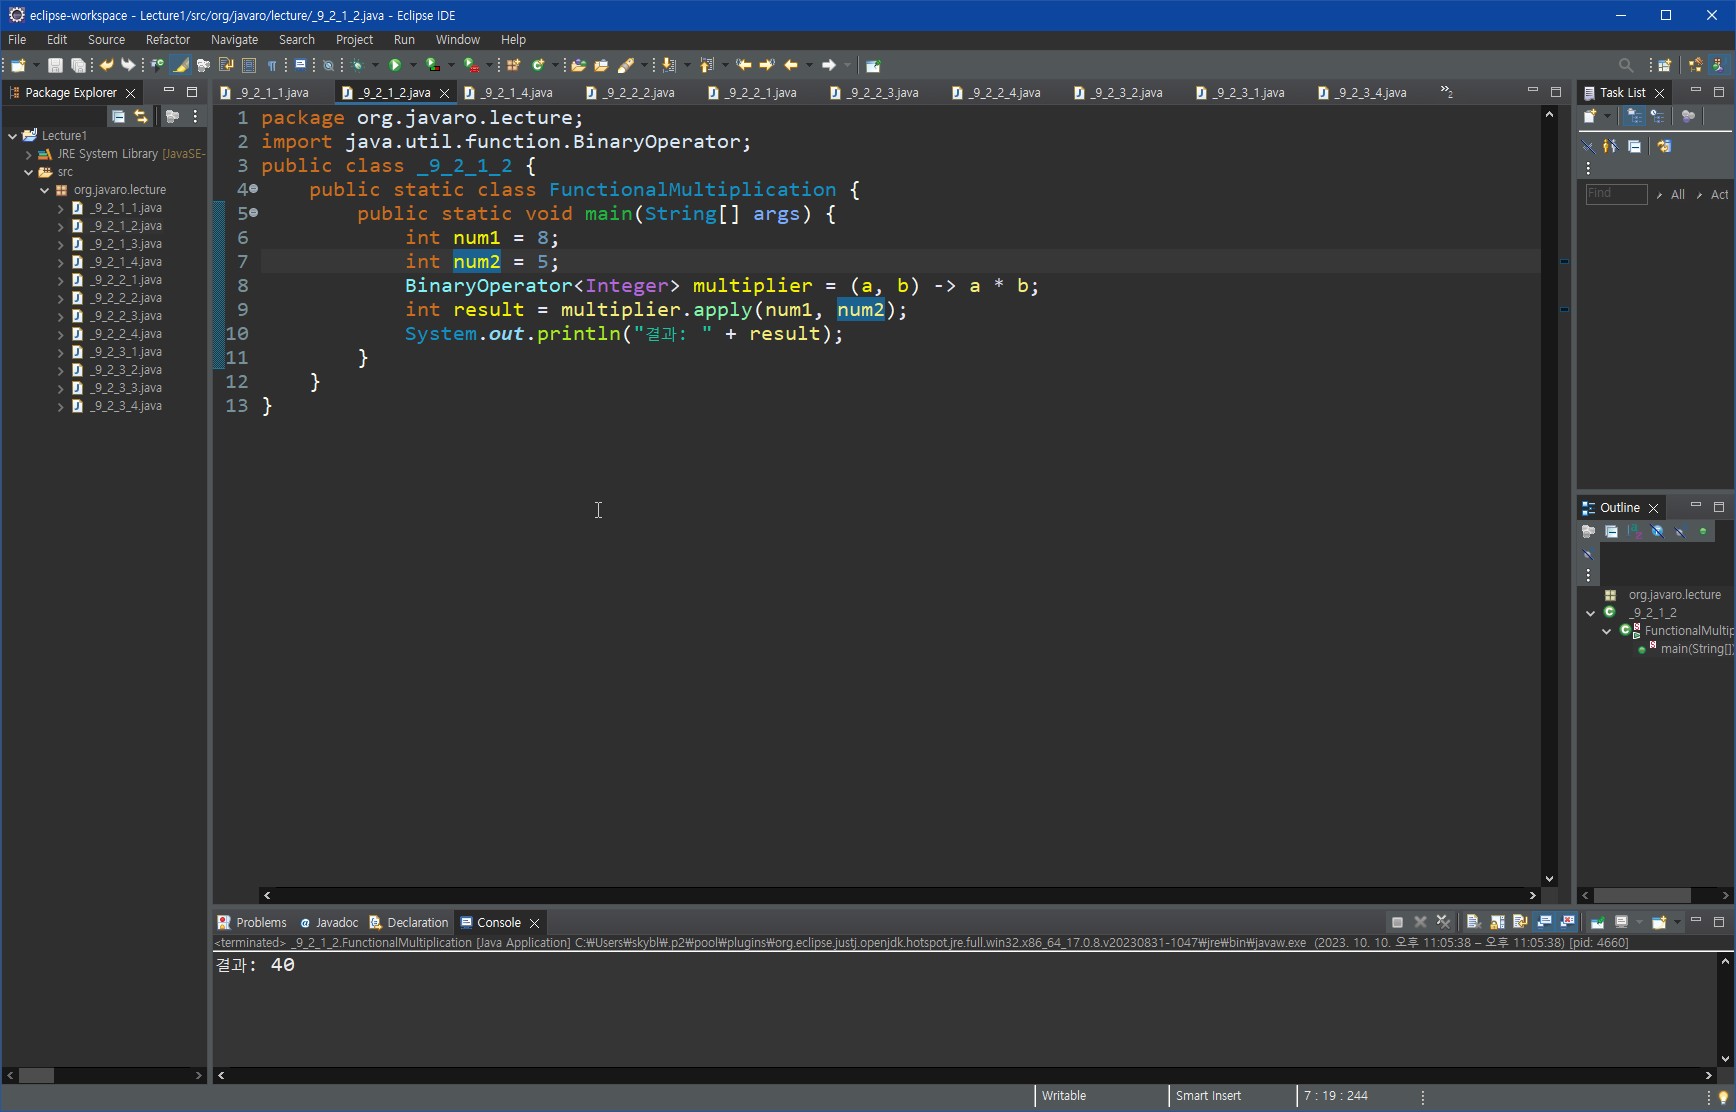 eclipse-workspace - Lecture1/src/org/javaro/lecture/_9_2_1_2.java - Eclipse IDE
File Edit Source Refactor Navigate Search Project Run Window Help
Package Explorer
_9_2_1_1.java _9_2_1_2.java _9_2_1_4.java _9_2_2_2.java _9_2_2_1.java _9_2_2_3.java _9_2_2_4.java _9_2_3_2.java _9_2_3_1.java _9_2_3_4.java »2
Task List
Lecture1
JRE System Library [JavaSE-
src
org.javaro.lecture
_9_2_1_1.java
_9_2_1_2.java
_9_2_1_3.java
_9_2_1_4.java
_9_2_2_1.java
_9_2_2_2.java
_9_2_2_3.java
_9_2_2_4.java
_9_2_3_1.java
_9_2_3_2.java
_9_2_3_3.java
_9_2_3_4.java
1 package org.javaro.lecture;
2 import java.util.function.BinaryOperator;
3 public class _9_2_1_2 {
4 public static class FunctionalMultiplication {
5 public static void main(String[] args) {
6 int num1 = 8;
7 int num2 = 5;
8 BinaryOperator<Integer> multiplier = (a, b) -> a * b;
9 int result = multiplier.apply(num1, num2);
10 System.out.println("결과: " + result);
11 }
12 }
13 }
Find All Act
Outline
org.javaro.lecture
_9_2_1_2
FunctionalMultip
main(String[])
Problems Javadoc Declaration Console
<terminated> _9_2_1_2.FunctionalMultiplication [Java Application] C:₩Users₩skybl₩.p2₩pool₩plugins₩org.eclipse.justj.openjdk.hotspot.jre.full.win32.x86_64_17.0.8.v20230831-1047₩jre₩bin₩javaw.exe (2023. 10. 10. 오후 11:05:38 – 오후 11:05:38) [pid: 4660]
결과: 40
Writable Smart Insert 7 : 19 : 244